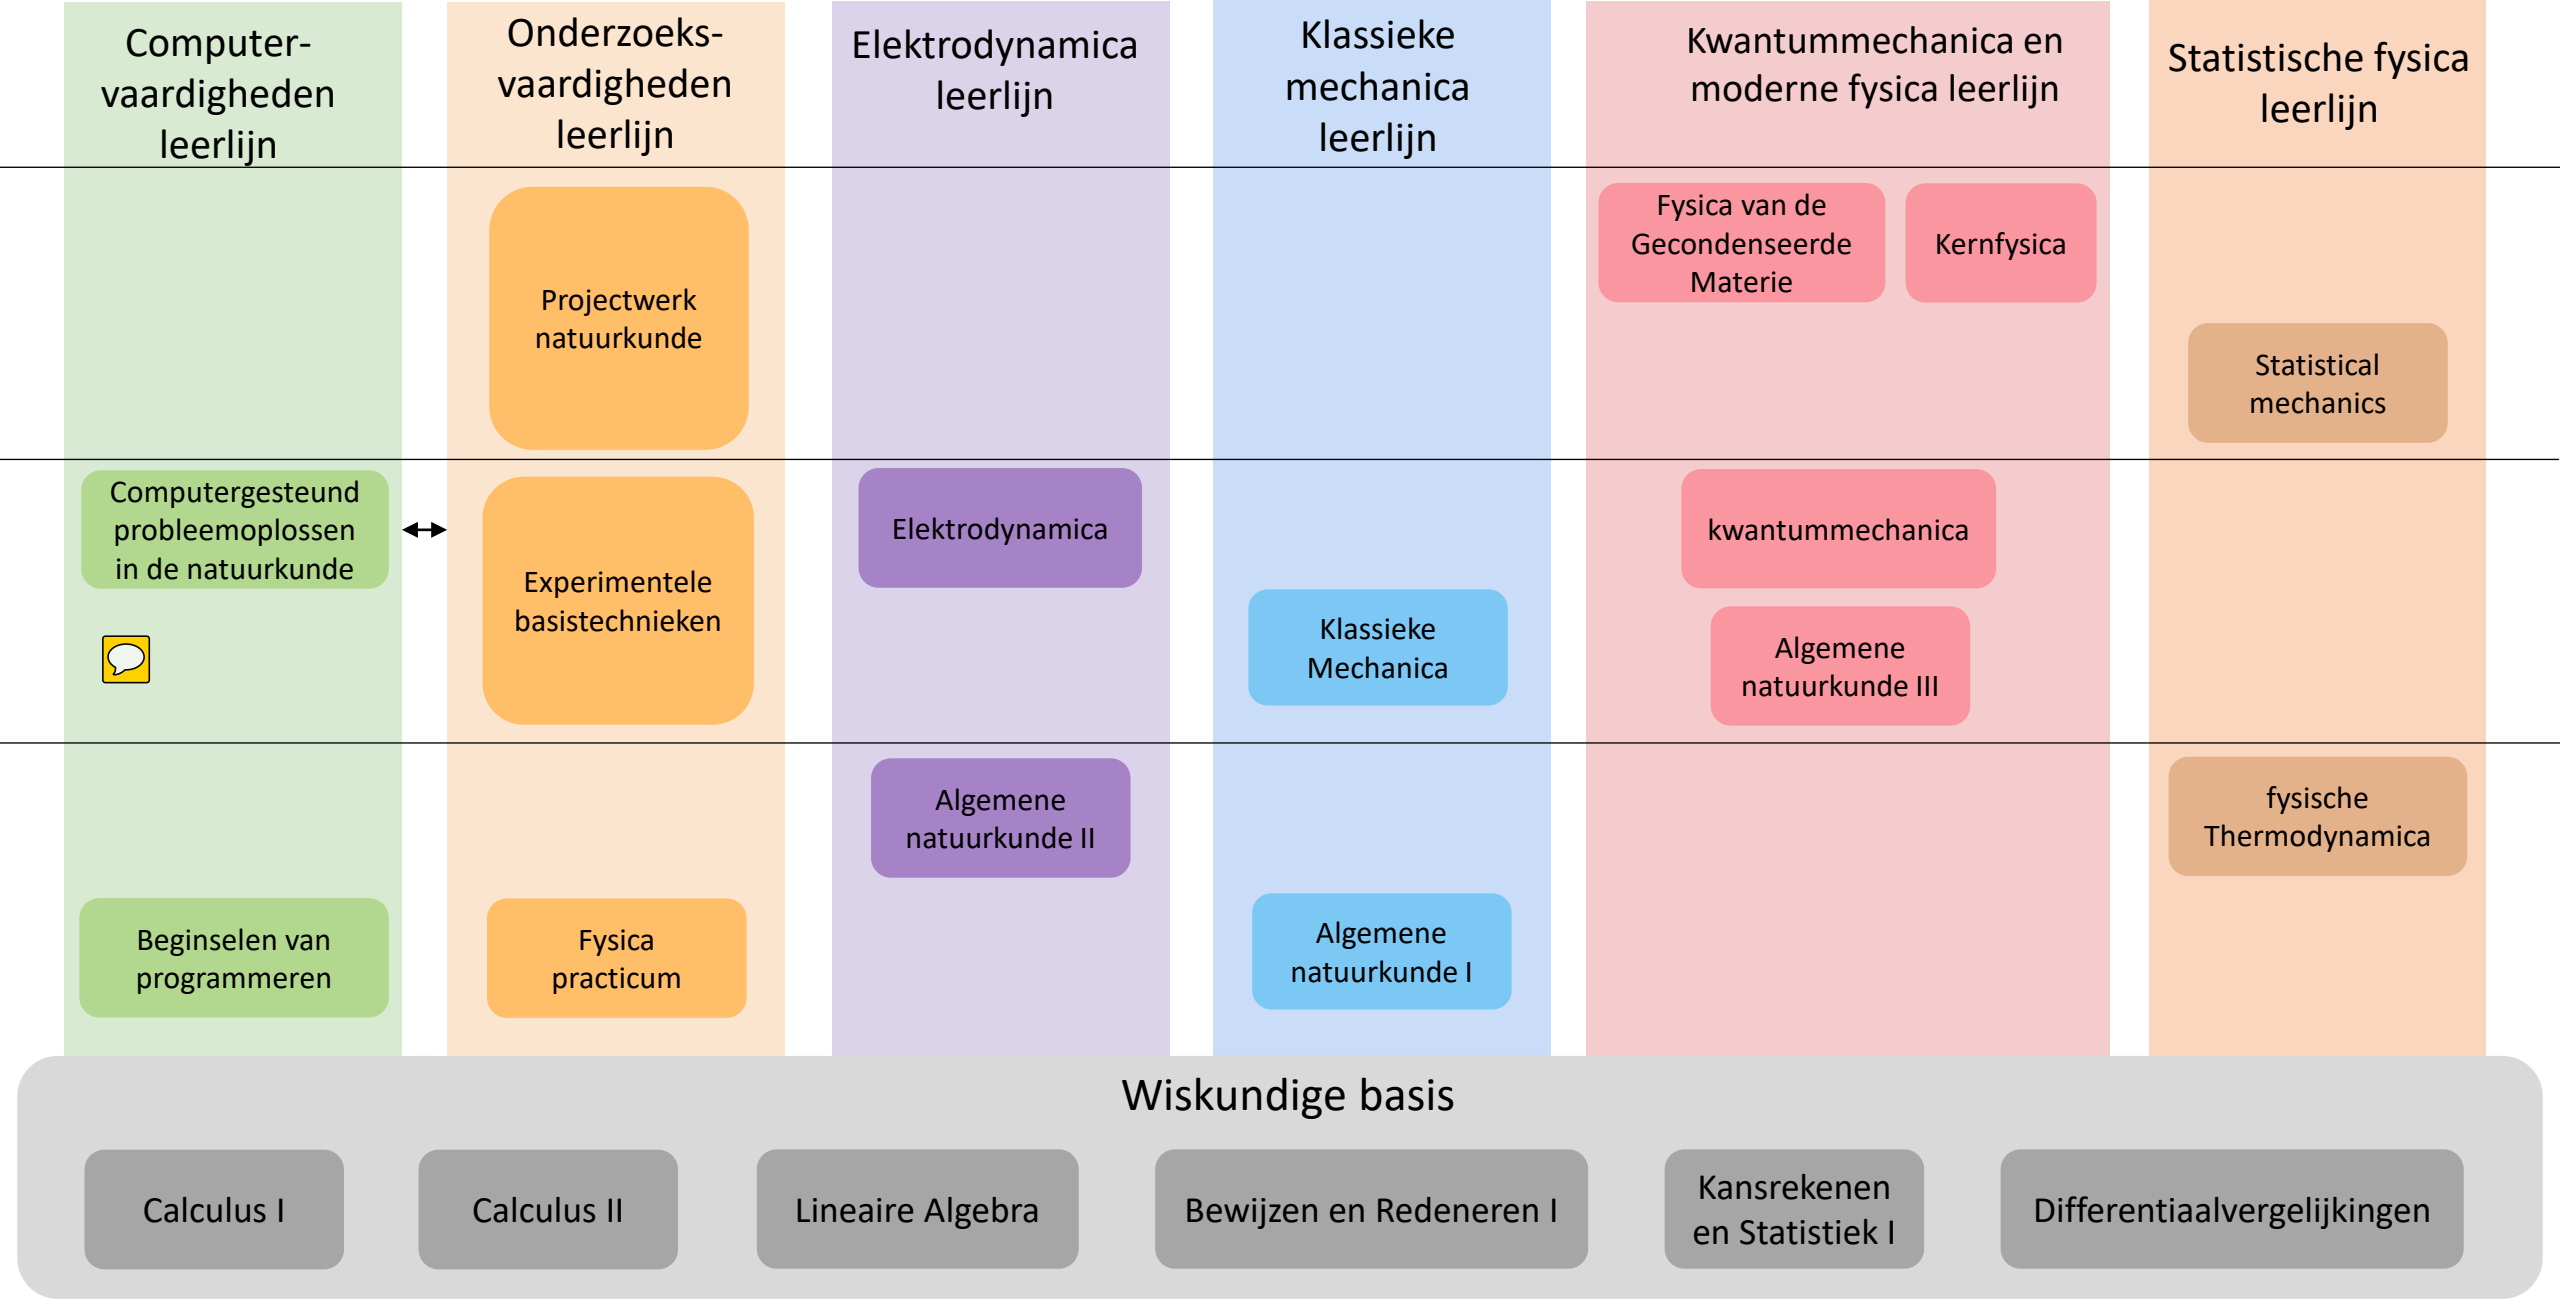 Computer-
vaardigheden
leerlijn
Onderzoeks-
vaardigheden
leerlijn
Elektrodynamica
leerlijn
Klassieke
mechanica
leerlijn
Kwantummechanica en
moderne fysica leerlijn
Statistische fysica
leerlijn
Projectwerk
natuurkunde
Fysica van de
Gecondenseerde
Materie
Kernfysica
Statistical
mechanics
Computergesteund
probleemoplossen
in de natuurkunde
Experimentele
basistechnieken
Elektrodynamica
Klassieke
Mechanica
kwantummechanica
Algemene
natuurkunde III
Algemene
natuurkunde II
fysische
Thermodynamica
Beginselen van
programmeren
Fysica
practicum
Algemene
natuurkunde I
Wiskundige basis
Calculus I
Calculus II
Lineaire Algebra
Bewijzen en Redeneren I
Kansrekenen
en Statistiek I
Differentiaalvergelijkingen